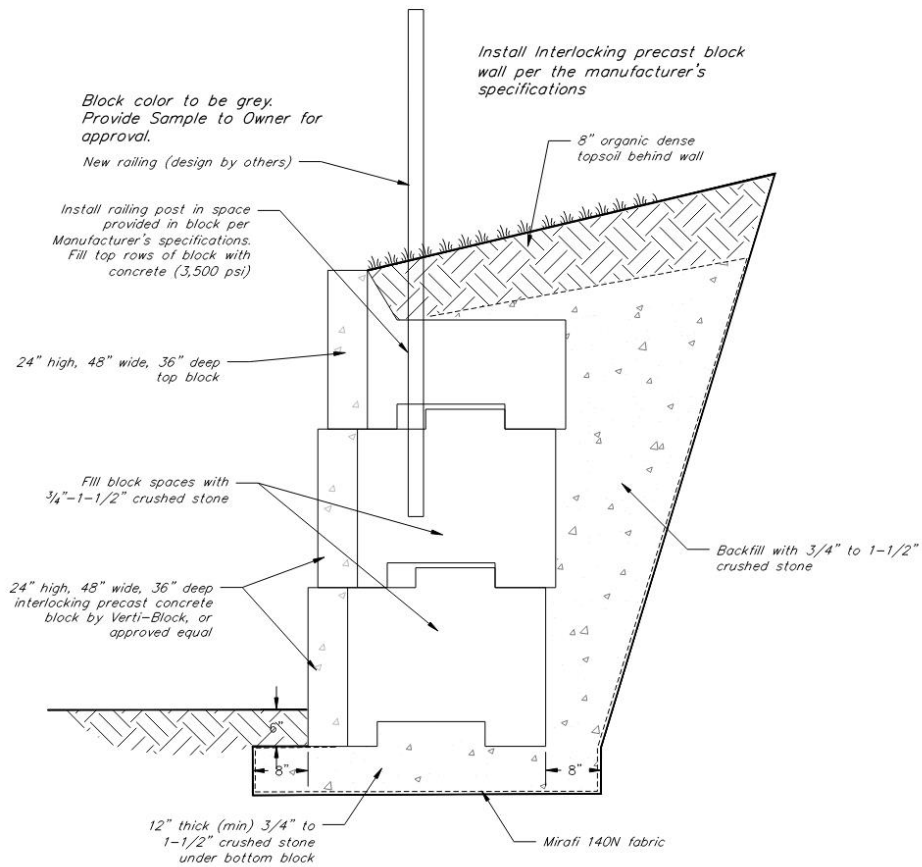 Install Interlocking precast block
wall per the manufacturer's
specifications
Block color to be grey.
Provide Sample to Owner for
approval.
8" organic dense
topsoil behind wall
New railing (design by others)
Install railing post in space
provided in block per
Manufacturer's specifications.
Fill top rows of block with
concrete (3,500 psi)
24" high, 48" wide, 36" deep
top block
Fill block spaces with
3/4"-1-1/2" crushed stone
Backfill with 3/4" to 1-1/2"
crushed stone
24" high, 48" wide, 36" deep
interlocking precast concrete
block by Verti-Block, or
approved equal
6"
8"
8"
12" thick (min) 3/4" to
1-1/2" crushed stone
under bottom block
Mirafi 140N fabric